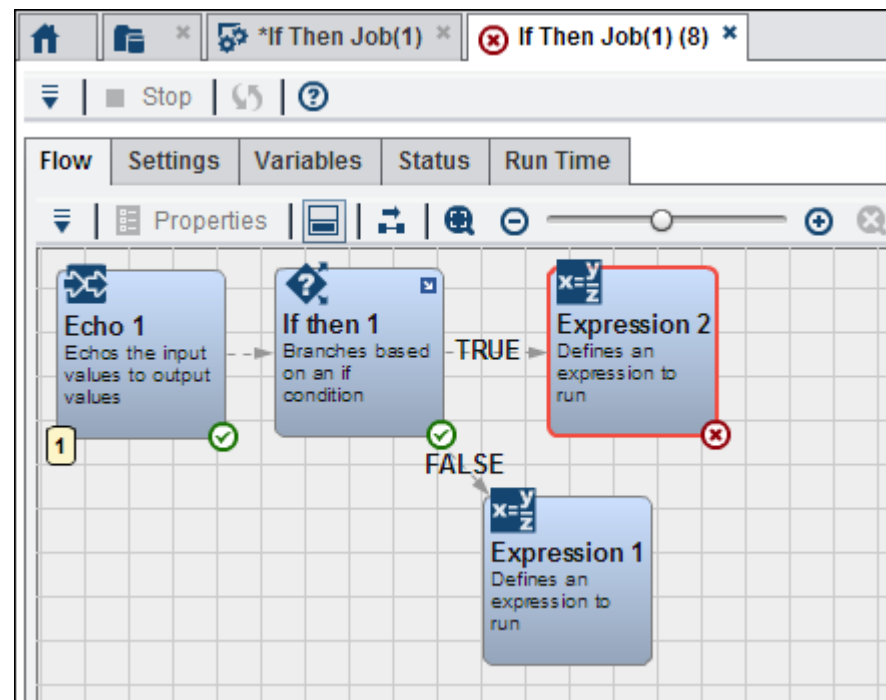 *If Then Job(1) If Then Job(1) (8)
Stop
Flow Settings Variables Status Run Time
Properties
x=y/z
Echo 1
Echos the input
values to output
values
1
If then 1
Branches based
on an if
condition
TRUE
x=y/z
Expression 2
Defines an
expression to
run
FALSE
Expression 1
Defines an
expression to
run